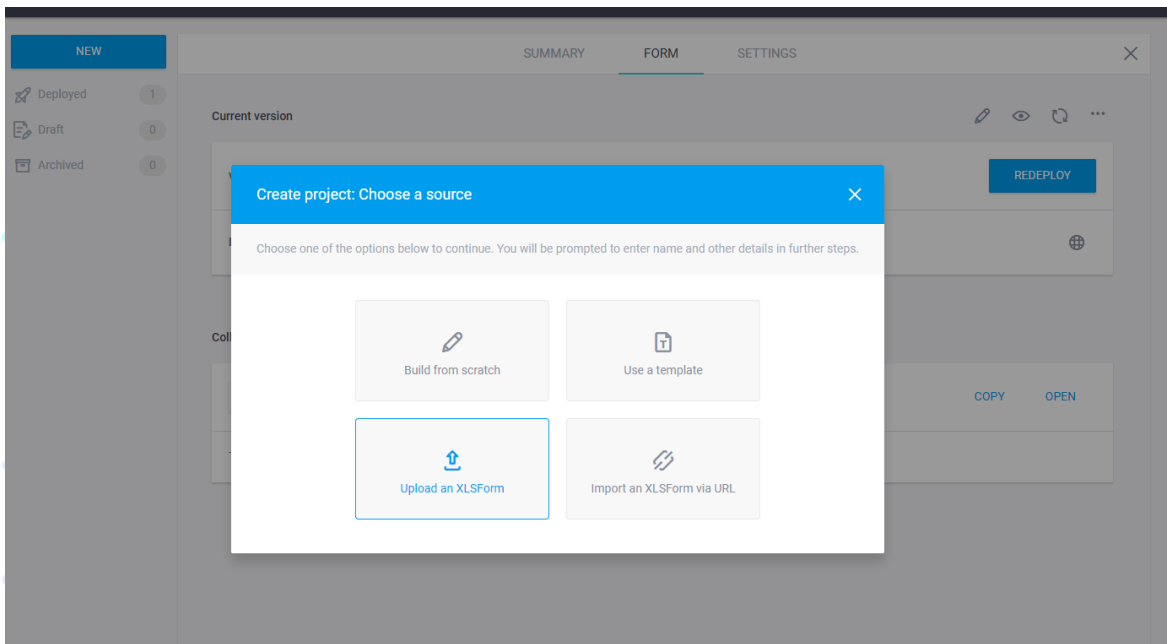 NEW
SUMMARY
FORM
SETTINGS
Deployed
1
Draft
0
Archived
0
Current version
REDEPLOY
Create project: Choose a source
Choose one of the options below to continue. You will be prompted to enter name and other details in further steps.
Build from scratch
Use a template
Upload an XLSForm
Import an XLSForm via URL
Coll
COPY
OPEN